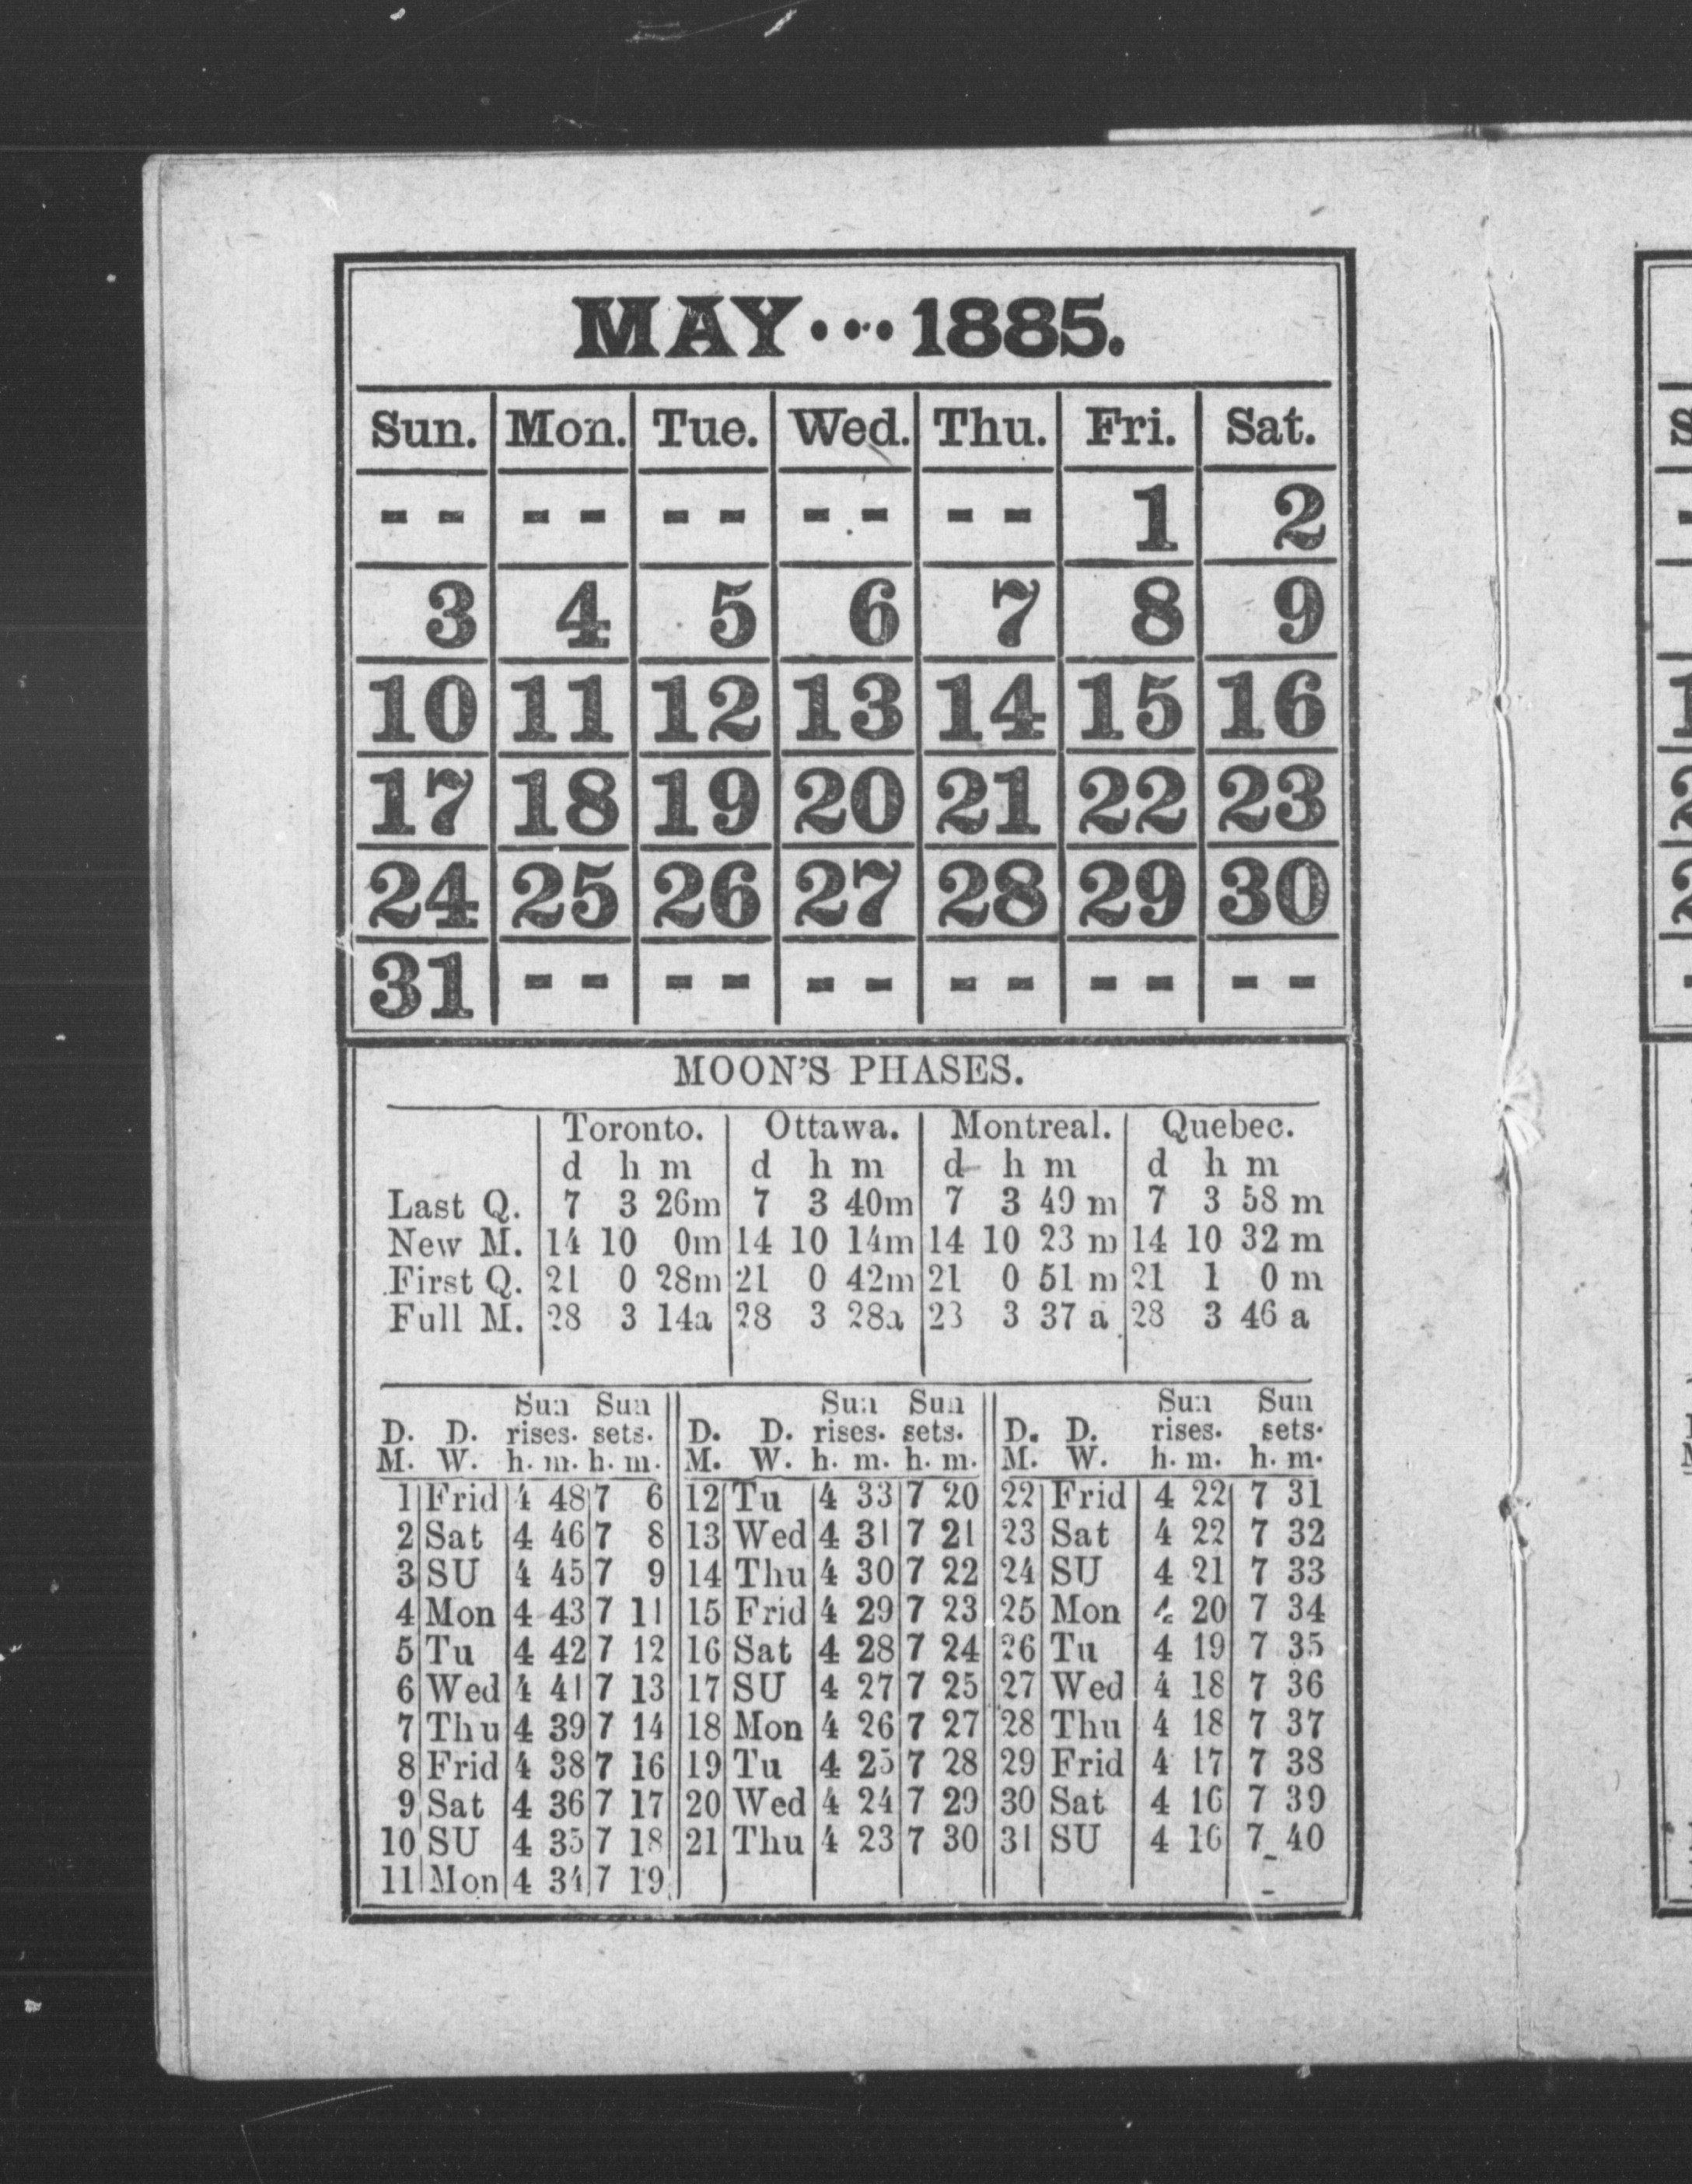 MAY...1885.
Sun. Mon. Tue. Wed. Thu. Fri. Sat.
-- -- -- -- -- 1 2
3 4 5 6 7 8 9
10 11 12 13 14 15 16
17 18 19 20 21 22 23
24 25 26 27 28 29 30
31 -- -- -- -- -- --
MOON'S PHASES.
Toronto. Ottawa. Montreal. Quebec.
d h m d h m d h m d h m
Last Q. 7 3 26m 7 3 40m 7 3 49 m 7 3 58 m
New M. 14 10 0m 14 10 14m 14 10 23 m 14 10 32 m
First Q. 21 0 28m 21 0 42m 21 0 51 m 21 1 0 m
Full M. 28 3 14a 28 3 28a 28 3 37 a 28 3 46 a
Sun Sun Sun Sun Sun Sun
D. D. rises. sets. D. D. rises. sets. D. D. rises. sets.
M. W. h. m. h. m. M. W. h. m. h. m. M. W. h. m. h. m.
1 Frid 4 48 7 6 12 Tu 4 33 7 20 22 Frid 4 22 7 31
2 Sat 4 46 7 8 13 Wed 4 31 7 21 23 Sat 4 22 7 32
3 SU 4 45 7 9 14 Thu 4 30 7 22 24 SU 4 21 7 33
4 Mon 4 43 7 11 15 Frid 4 29 7 23 25 Mon 4 20 7 34
5 Tu 4 42 7 12 16 Sat 4 28 7 24 26 Tu 4 19 7 35
6 Wed 4 41 7 13 17 SU 4 27 7 25 27 Wed 4 18 7 36
7 Thu 4 39 7 14 18 Mon 4 26 7 27 28 Thu 4 18 7 37
8 Frid 4 38 7 16 19 Tu 4 25 7 28 29 Frid 4 17 7 38
9 Sat 4 36 7 17 20 Wed 4 24 7 29 30 Sat 4 16 7 39
10 SU 4 35 7 18 21 Thu 4 23 7 30 31 SU 4 16 7 40
11 Mon 4 34 7 19